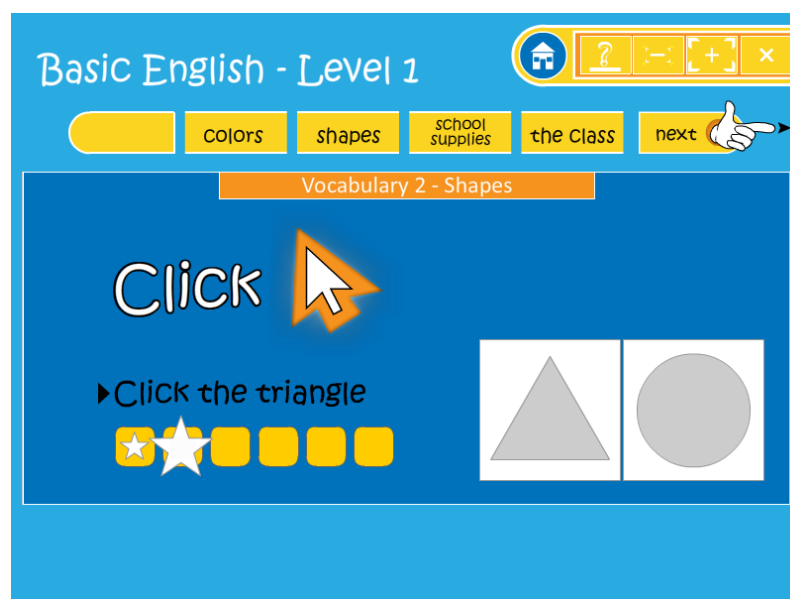 Basic English - Level 1
?
colors
shapes
school
supplies
the class
next
Vocabulary 2 - Shapes
Click
Click the triangle